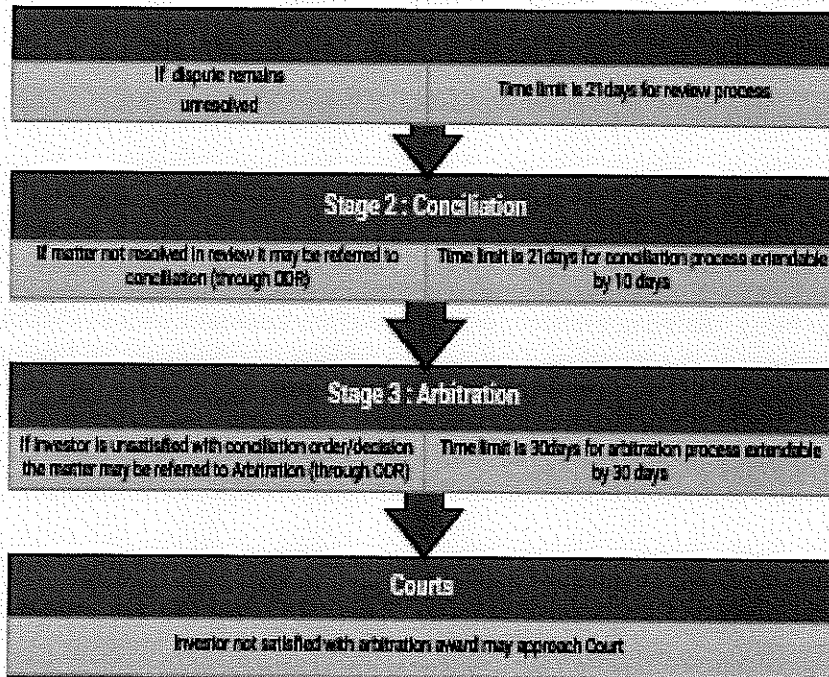 If dispute remains
unresolved
Time limit is 21days for review process
Stage 2 : Conciliation
If matter not resolved in review it may be referred to
conciliation (through ODR)
Time limit is 21days for conciliation process extendable
by 10 days
Stage 3 : Arbitration
If investor is unsatisfied with conciliation order/decision
the matter may be referred to Arbitration (through ODR)
Time limit is 30days for arbitration process extendable
by 30 days
Courts
Investor not satisfied with arbitration award may approach Court